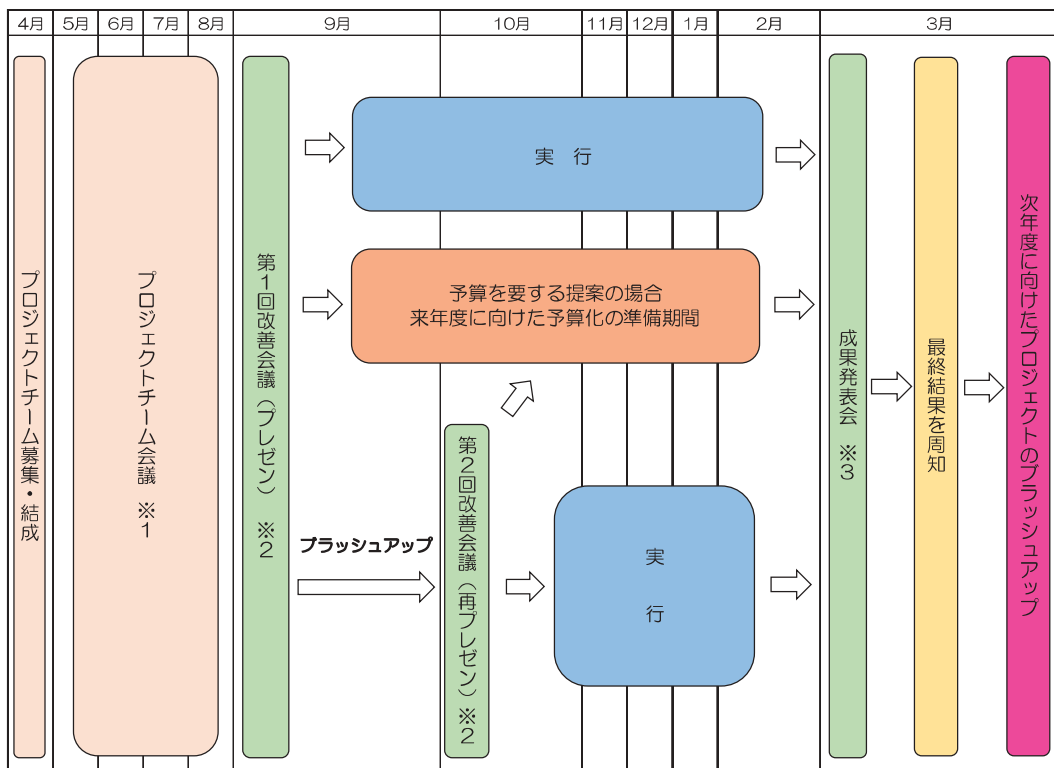 4月 5月 6月 7月 8月 9月 10月 11月 12月 1月 2月 3月
プロジェクトチーム募集・結成
プロジェクトチーム会議 ※1
第1回改善会議（プレゼン） ※2
実 行
予算を要する提案の場合
来年度に向けた予算化の準備期間
ブラッシュアップ
第2回改善会議（再プレゼン）※2
実
行
成果発表会 ※3
最終結果を周知
次年度に向けたプロジェクトのブラッシュアップ